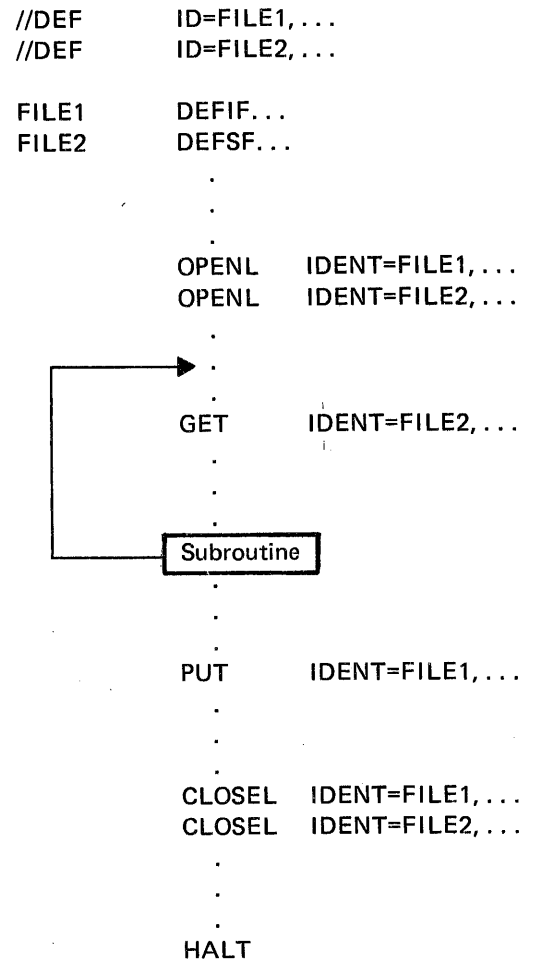 //DEF ID=FILE1,...
//DEF ID=FILE2,...
FILE1 DEFIF...
FILE2 DEFSF...
.
.
.
OPENL IDENT=FILE1,...
OPENL IDENT=FILE2,...
.
.
.
GET IDENT=FILE2,...
.
.
.
Subroutine
.
.
.
PUT IDENT=FILE1,...
.
.
.
CLOSEL IDENT=FILE1,...
CLOSEL IDENT=FILE2,...
.
.
.
HALT